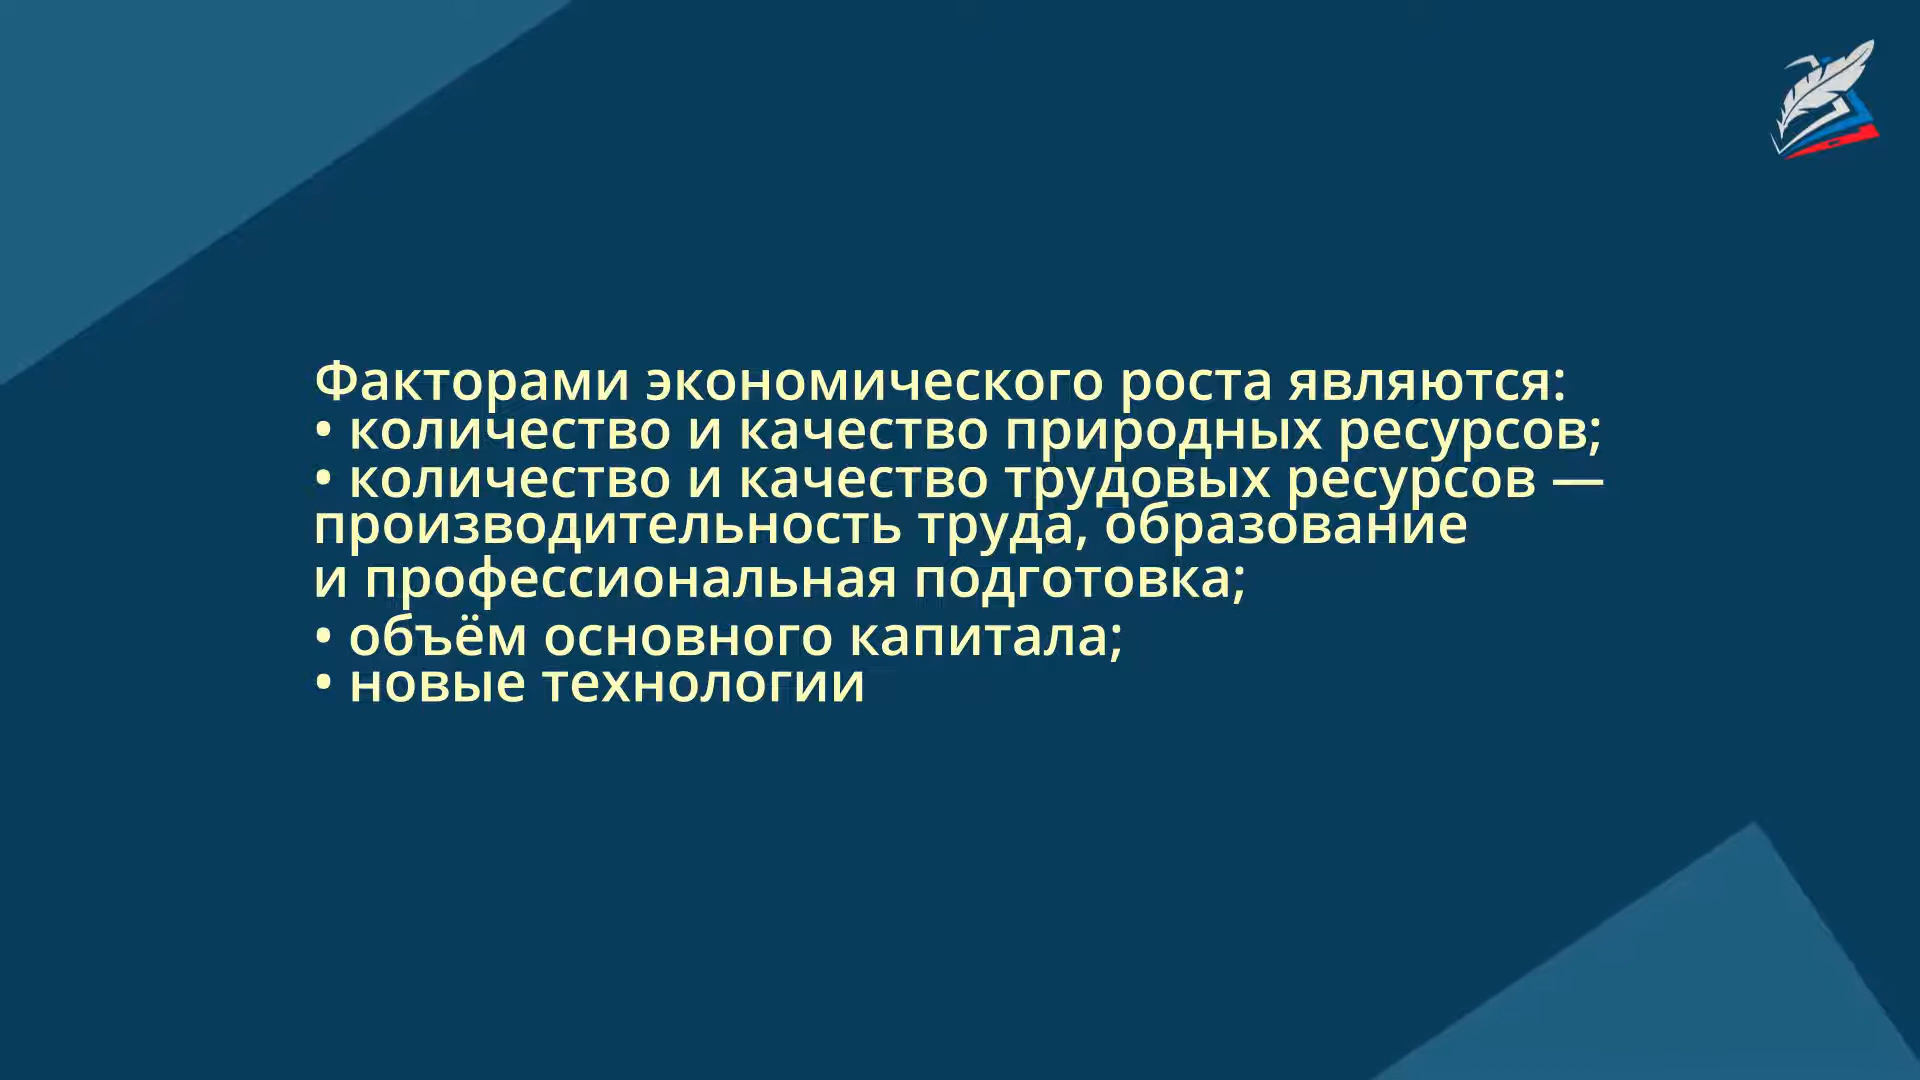 Факторами экономического роста являются:
• количество и качество природных ресурсов;
• количество и качество трудовых ресурсов —
производительность труда, образование
и профессиональная подготовка;
• объём основного капитала;
• новые технологии